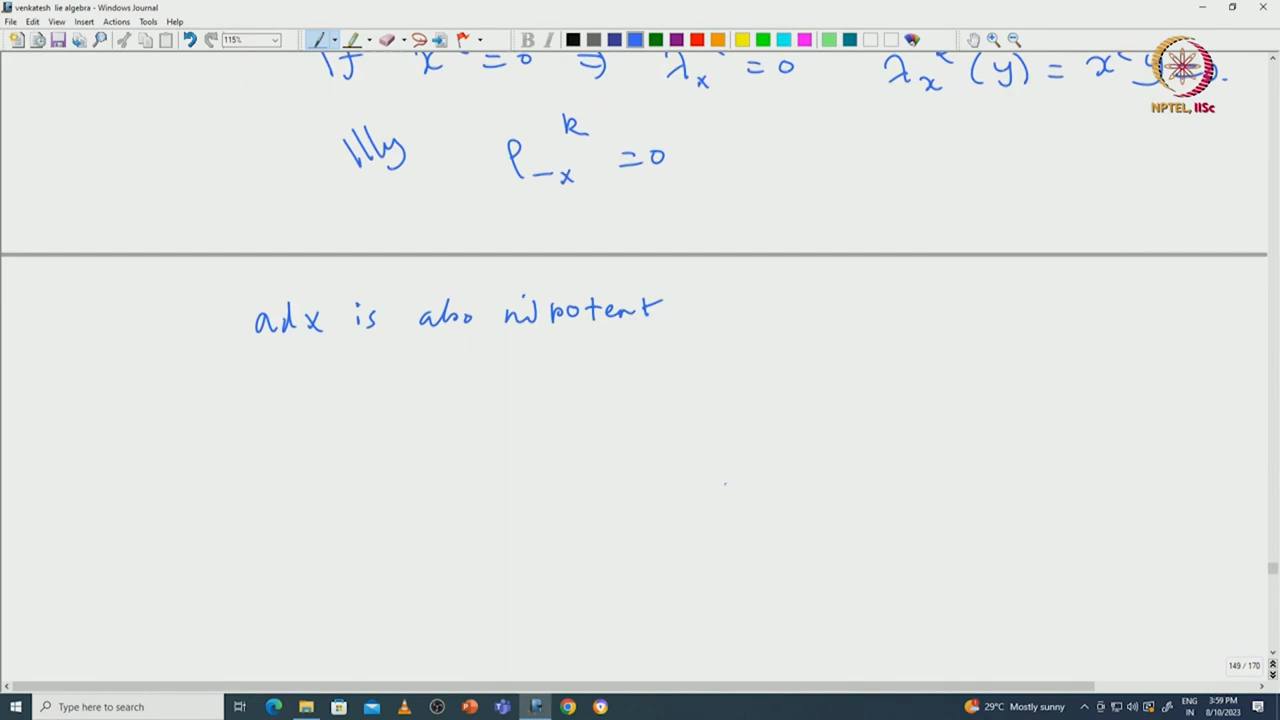 venkatesh lie algebra - Windows Journal
File Edit View Insert Actions Tools Help
115%
If x^k = 0 ⇒ λ_x^k = 0 λ_x^k (y) = x^k y = 0.
NPTEL, IISc
lllly ρ_{-x}^k = 0
adx is also nilpotent
149 / 170
Type here to search
29°C Mostly sunny
ENG
IN
3:59 PM
8/10/2023